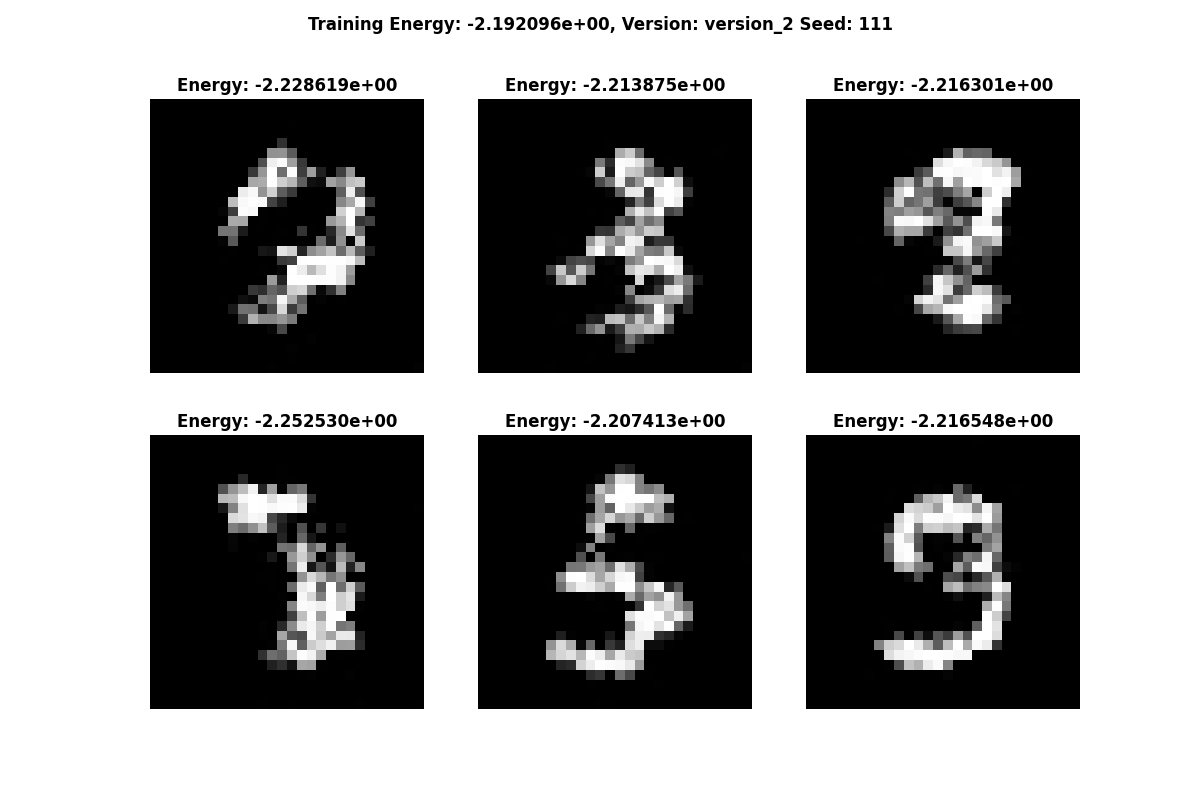 Training Energy: -2.192096e+00, Version: version_2 Seed: 111
Energy: -2.228619e+00
Energy: -2.213875e+00
Energy: -2.216301e+00
Energy: -2.252530e+00
Energy: -2.207413e+00
Energy: -2.216548e+00